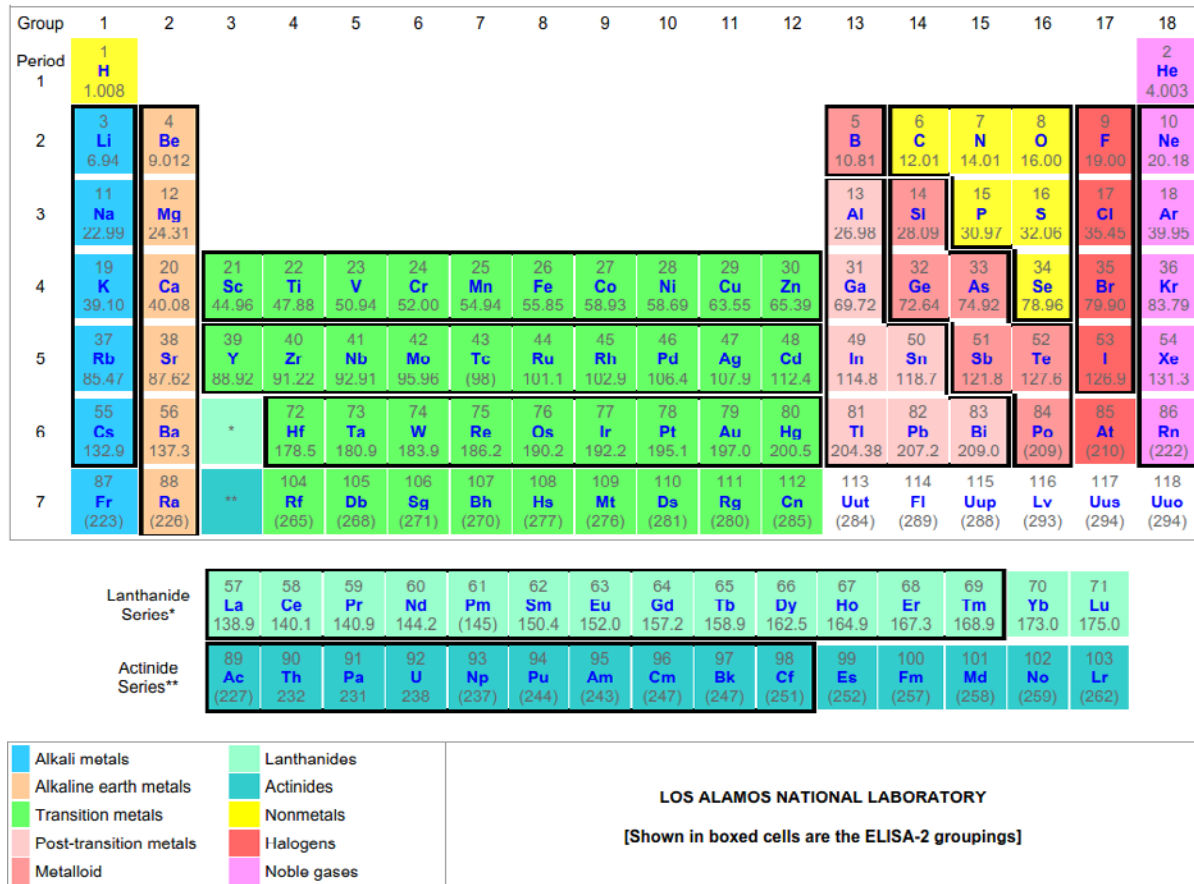 Group 1 2 3 4 5 6 7 8 9 10 11 12 13 14 15 16 17 18
Period 1 2
1 H He
1.008 4.003
3 4 5 6 7 8 9 10
2 Li Be B C N O F Ne
6.94 9.012 10.81 12.01 14.01 16.00 19.00 20.18
11 12 13 14 15 16 17 18
3 Na Mg Al Si P S Cl Ar
22.99 24.31 26.98 28.09 30.97 32.06 35.45 39.95
19 20 21 22 23 24 25 26 27 28 29 30 31 32 33 34 35 36
4 K Ca Sc Ti V Cr Mn Fe Co Ni Cu Zn Ga Ge As Se Br Kr
39.10 40.08 44.96 47.88 50.94 52.00 54.94 55.85 58.93 58.69 63.55 65.39 69.72 72.64 74.92 78.96 79.90 83.79
37 38 39 40 41 42 43 44 45 46 47 48 49 50 51 52 53 54
5 Rb Sr Y Zr Nb Mo Tc Ru Rh Pd Ag Cd In Sn Sb Te I Xe
85.47 87.62 88.92 91.22 92.91 95.96 (98) 101.1 102.9 106.4 107.9 112.4 114.8 118.7 121.8 127.6 126.9 131.3
55 56 72 73 74 75 76 77 78 79 80 81 82 83 84 85 86
6 Cs Ba * Hf Ta W Re Os Ir Pt Au Hg Tl Pb Bi Po At Rn
132.9 137.3 178.5 180.9 183.9 186.2 190.2 192.2 195.1 197.0 200.5 204.38 207.2 209.0 (209) (210) (222)
87 88 104 105 106 107 108 109 110 111 112 113 114 115 116 117 118
7 Fr Ra ** Rf Db Sg Bh Hs Mt Ds Rg Cn Uut Fl Uup Lv Uus Uuo
(223) (226) (265) (268) (271) (270) (277) (276) (281) (280) (285) (284) (289) (288) (293) (294) (294)
57 58 59 60 61 62 63 64 65 66 67 68 69 70 71
Lanthanide La Ce Pr Nd Pm Sm Eu Gd Tb Dy Ho Er Tm Yb Lu
Series* 138.9 140.1 140.9 144.2 (145) 150.4 152.0 157.2 158.9 162.5 164.9 167.3 168.9 173.0 175.0
89 90 91 92 93 94 95 96 97 98 99 100 101 102 103
Actinide Ac Th Pa U Np Pu Am Cm Bk Cf Es Fm Md No Lr
Series** (227) 232 231 238 (237) (244) (243) (247) (247) (251) (252) (257) (258) (259) (262)
Alkali metals
Alkaline earth metals
Transition metals
Post-transition metals
Metalloid
Lanthanides
Actinides
Nonmetals
Halogens
Noble gases
LOS ALAMOS NATIONAL LABORATORY
[Shown in boxed cells are the ELISA-2 groupings]